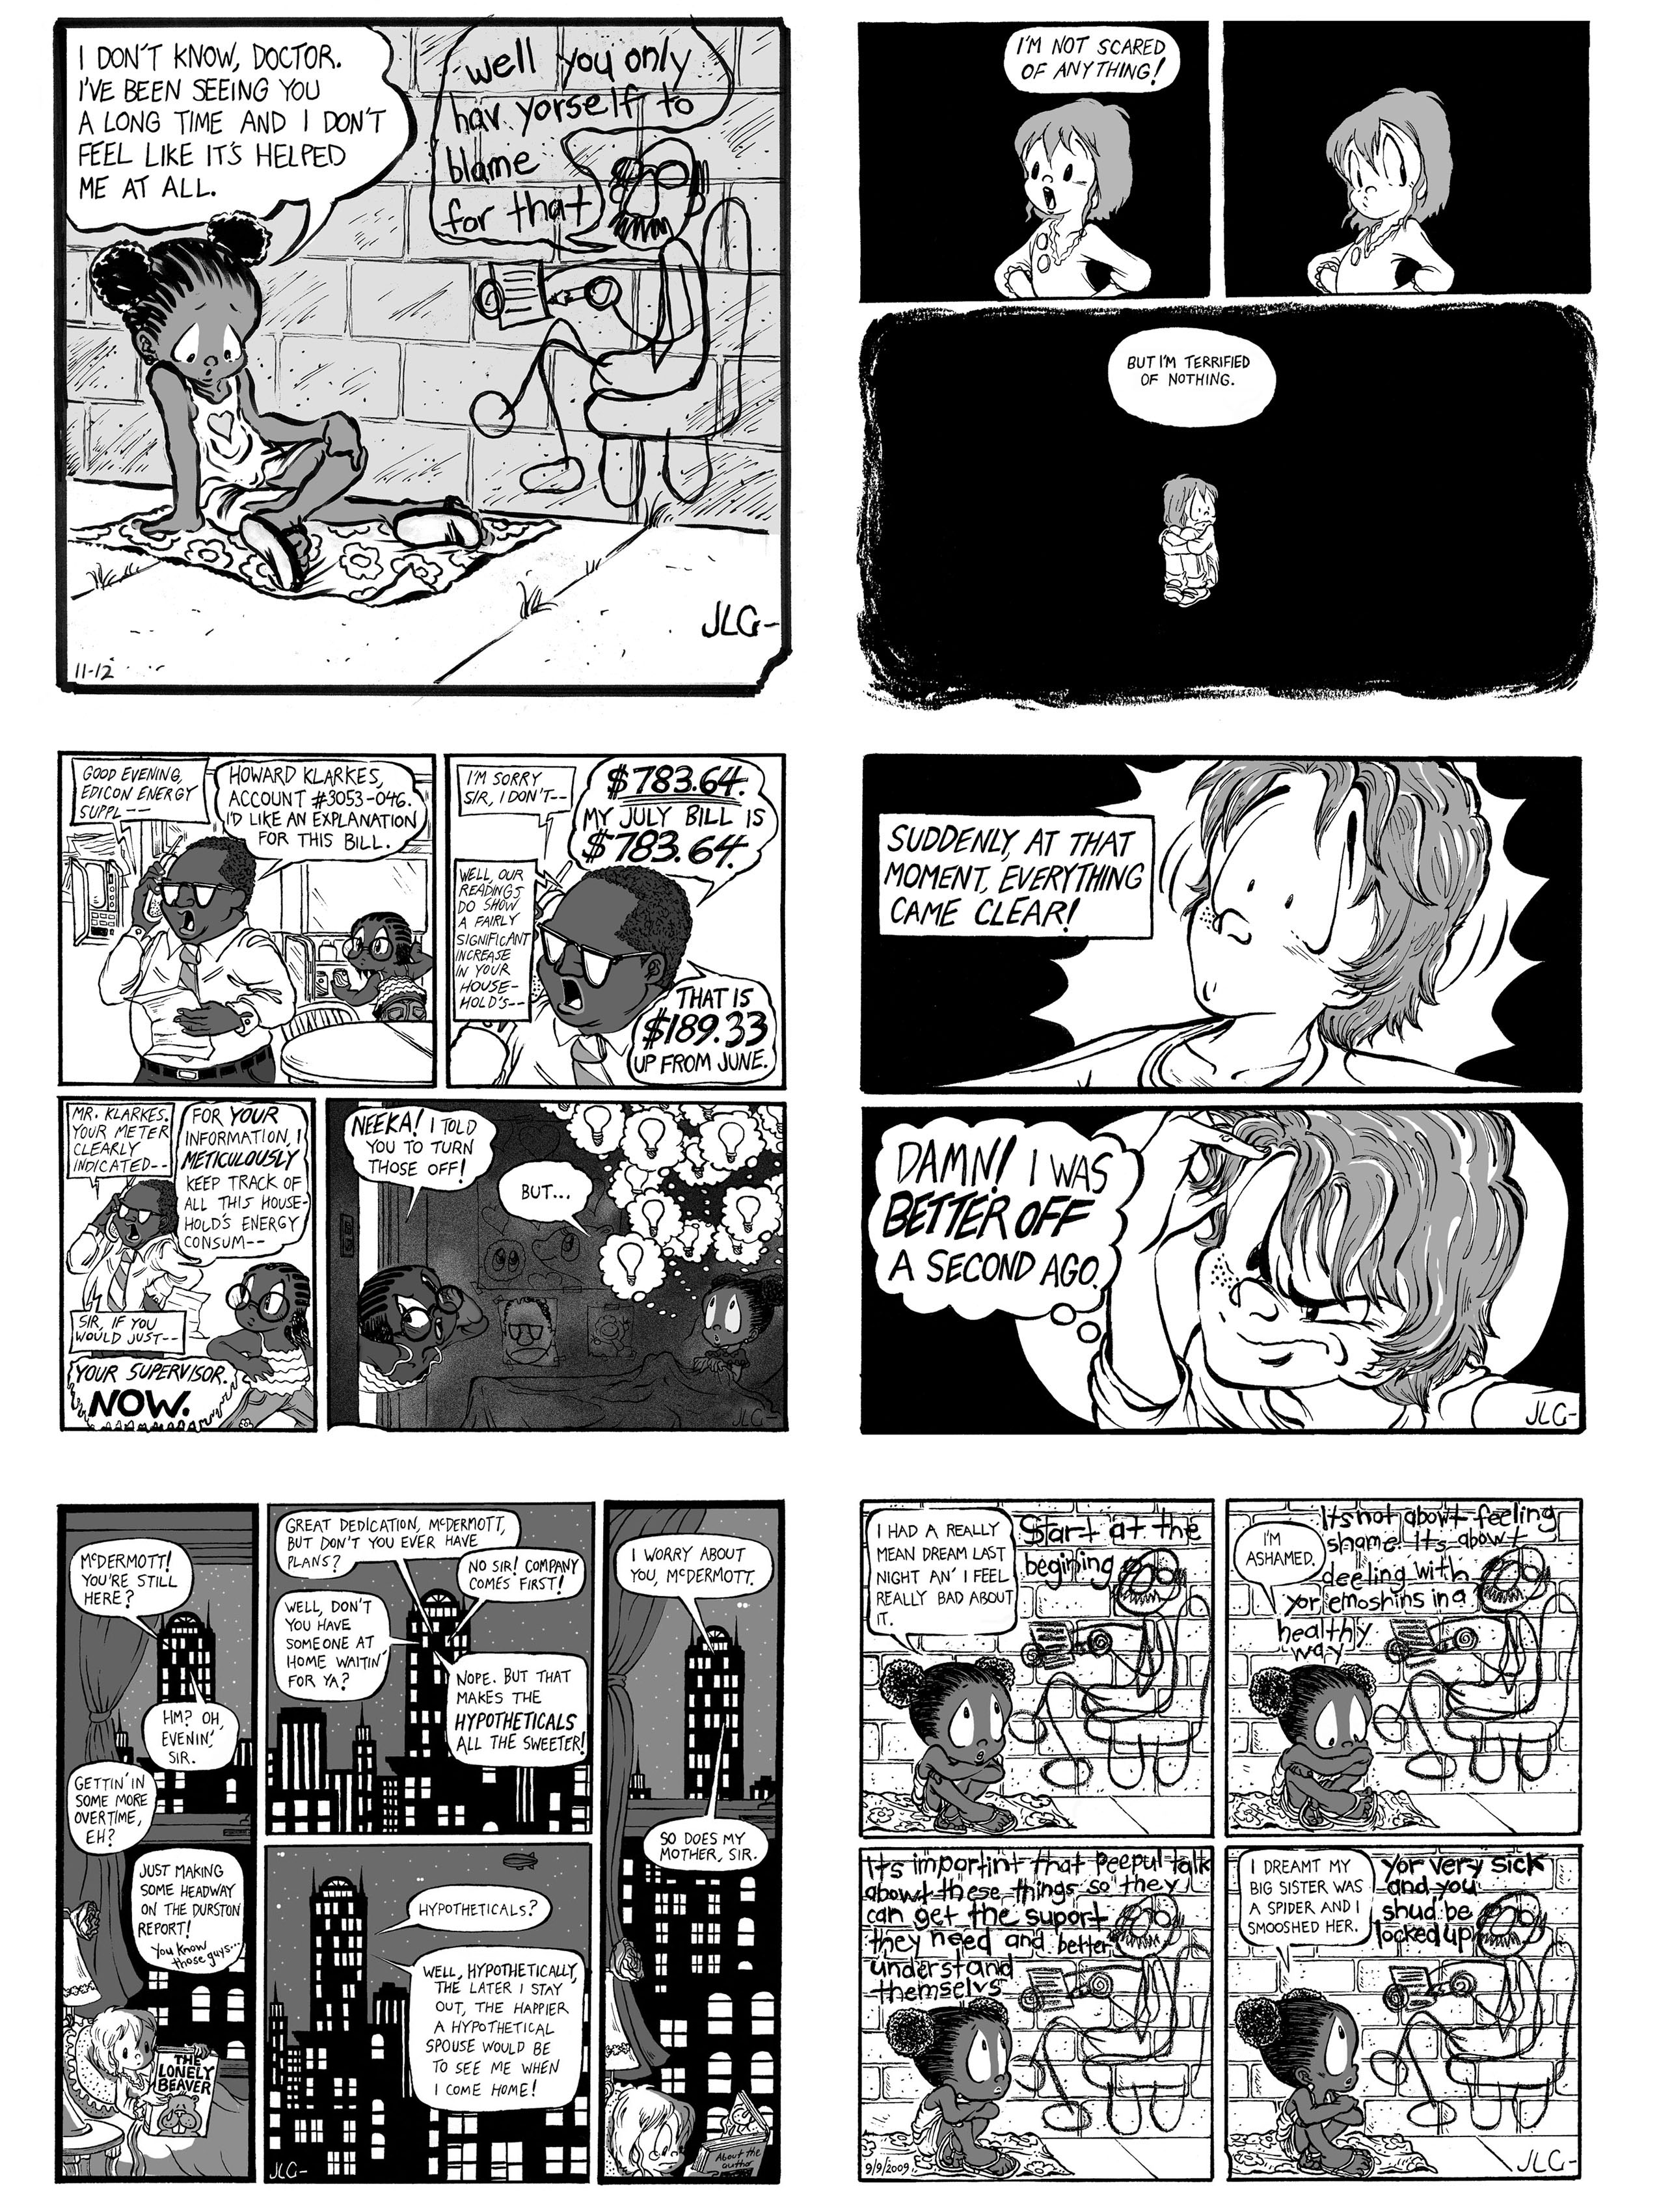 I DON'T KNOW, DOCTOR.
I'VE BEEN SEEING YOU
A LONG TIME AND I DON'T
FEEL LIKE IT'S HELPED
ME AT ALL.
well you only
hav yorself to
blame
for that
JLG-
11-12
I'M NOT SCARED
OF ANYTHING!
BUT I'M TERRIFIED
OF NOTHING.
GOOD EVENING,
EDICON ENERGY
SUPPL--
HOWARD KLARKES,
ACCOUNT #3053-046.
I'D LIKE AN EXPLANATION
FOR THIS BILL.
I'M SORRY
SIR, I DON'T--
$783.64.
MY JULY BILL IS
$783.64.
WELL, OUR
READINGS
DO SHOW
A FAIRLY
SIGNIFICANT
INCREASE
IN YOUR
HOUSE-
HOLD'S--
THAT IS
$189.33
UP FROM JUNE.
MR. KLARKES,
YOUR METER
CLEARLY
INDICATED--
FOR YOUR
INFORMATION, I
METICULOUSLY
KEEP TRACK OF
ALL THIS HOUSE-
HOLD'S ENERGY
CONSUM--
SIR, IF YOU
WOULD JUST--
YOUR SUPERVISOR.
NOW.
NEEKA! I TOLD
YOU TO TURN
THOSE OFF!
BUT...
JLG-
SUDDENLY, AT THAT
MOMENT, EVERYTHING
CAME CLEAR!
DAMN! I WAS
BETTER OFF
A SECOND AGO.
JLG-
McDERMOTT!
YOU'RE STILL
HERE?
HM? OH,
EVENIN',
SIR.
GETTIN' IN
SOME MORE
OVERTIME,
EH?
JUST MAKING
SOME HEADWAY
ON THE DURSTON
REPORT!
You know
those guys...
THE
LONELY
BEAVER
GREAT DEDICATION, McDERMOTT,
BUT DON'T YOU EVER HAVE
PLANS?
NO SIR! COMPANY
COMES FIRST!
WELL, DON'T
YOU HAVE
SOMEONE AT
HOME WAITIN'
FOR YA?
NOPE. BUT THAT
MAKES THE
HYPOTHETICALS
ALL THE SWEETER!
HYPOTHETICALS?
WELL, HYPOTHETICALLY,
THE LATER I STAY
OUT, THE HAPPIER
A HYPOTHETICAL
SPOUSE WOULD BE
TO SEE ME WHEN
I COME HOME!
JLG-
I WORRY ABOUT
YOU, McDERMOTT.
SO DOES MY
MOTHER, SIR.
About the
author
I HAD A REALLY
MEAN DREAM LAST
NIGHT AN' I FEEL
REALLY BAD ABOUT
IT.
Start at the
begining
I'M
ASHAMED.
Its not abowt feeling
shame. Its abowt
deeling with
yor emoshins in a
healthy
way
Its importint that peepul talk
abowt these things so they
can get the suport
they need and better
understand
themselvs
9/9/2009
I DREAMT MY
BIG SISTER WAS
A SPIDER AND I
SMOOSHED HER.
Yor very sick
and you
shud be
locked up
JLG-